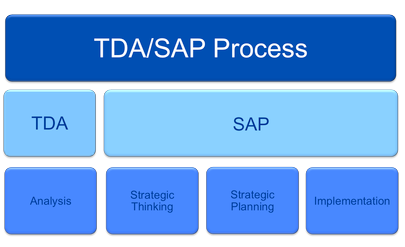 TDA/SAP Process
TDA
SAP
Analysis
Strategic
Thinking
Strategic
Planning
Implementation